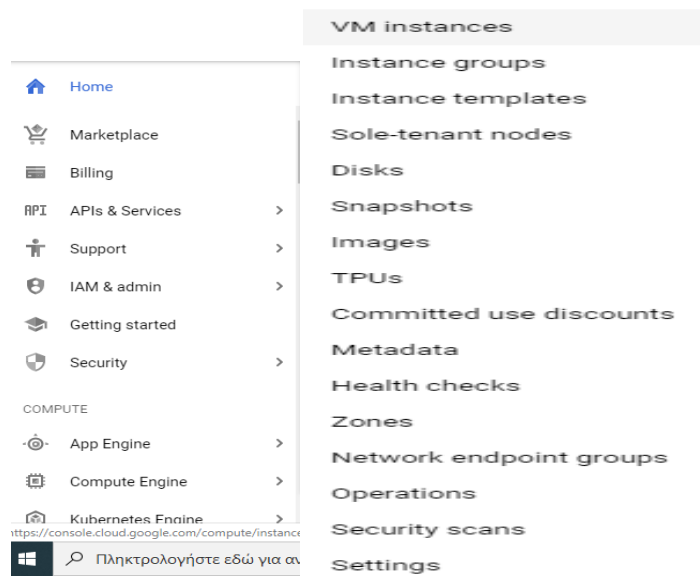 Home
Marketplace
Billing
API APIs & Services
Support
IAM & admin
Getting started
Security
COMPUTE
App Engine
Compute Engine
Kubernetes Engine
https://console.cloud.google.com/compute/instance
Πληκτρολογήστε εδώ για αν
VM instances
Instance groups
Instance templates
Sole-tenant nodes
Disks
Snapshots
Images
TPUs
Committed use discounts
Metadata
Health checks
Zones
Network endpoint groups
Operations
Security scans
Settings